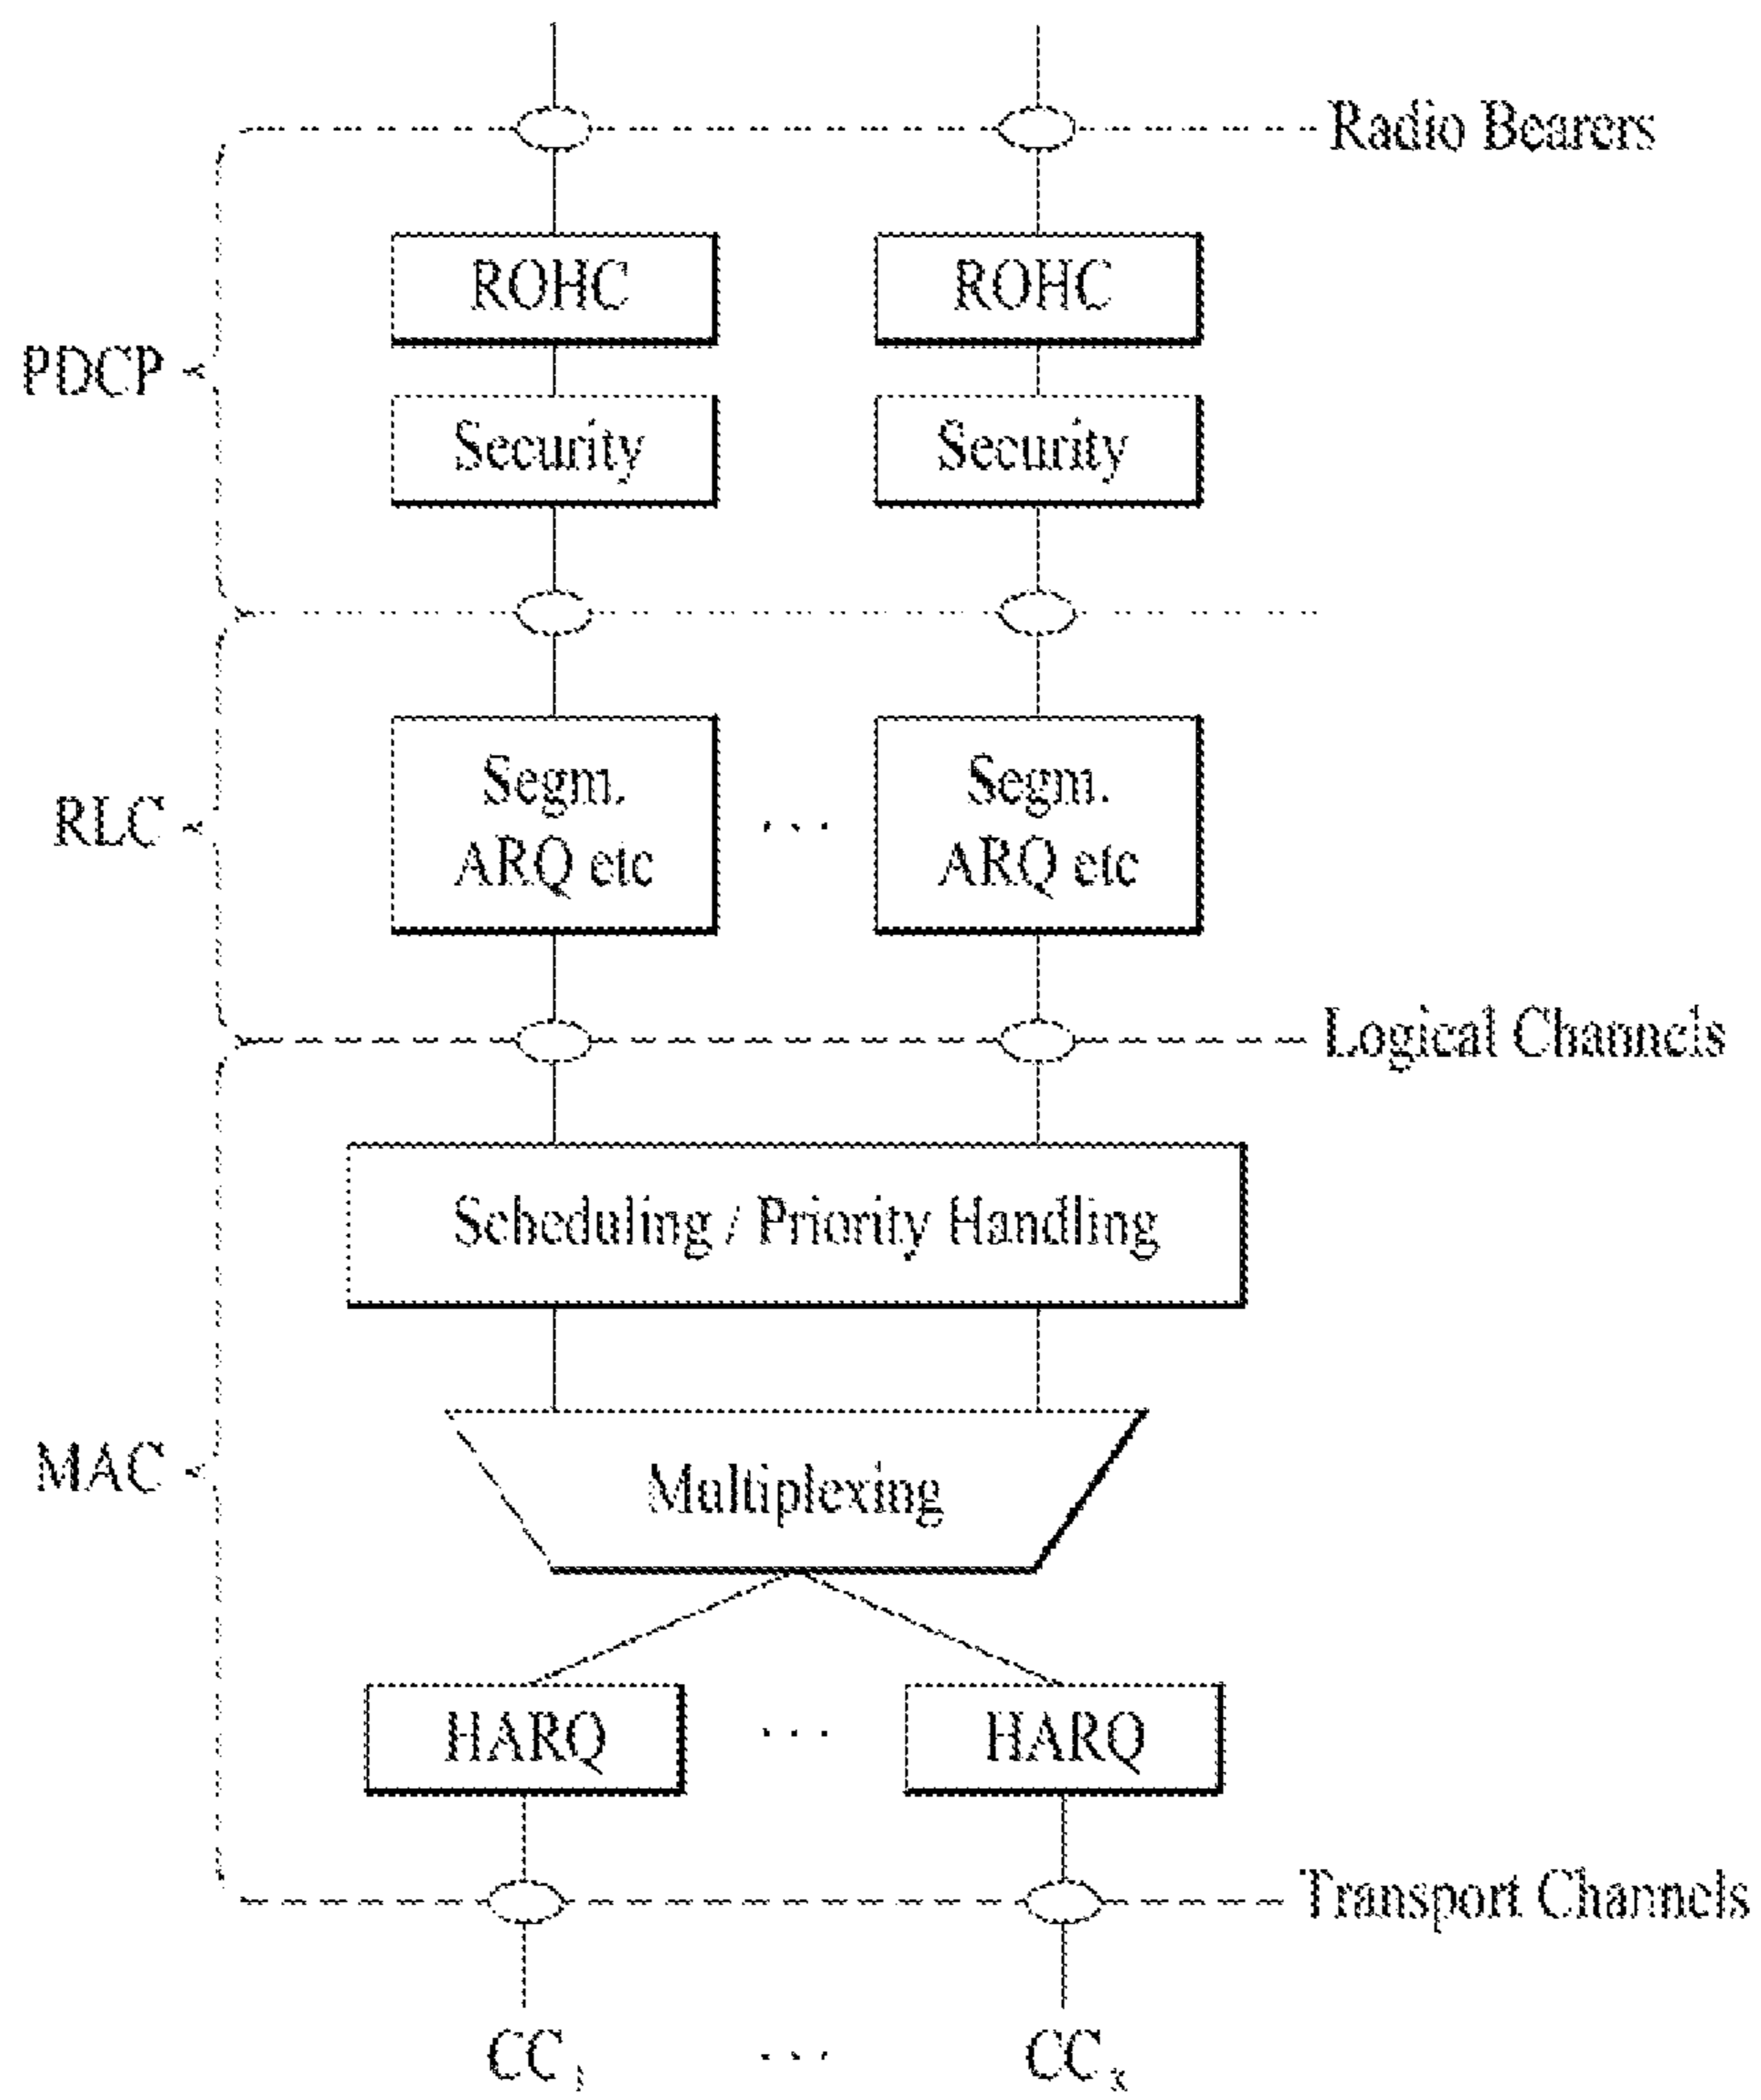 Radio Bearers
ROHC ROHC
PDCP
Security Security
Segm. Segm.
RLC ...
ARQ etc ARQ etc
Logical Channels
Scheduling / Priority Handling
MAC
Multiplexing
HARQ ... HARQ
Transport Channels
CC ... CC